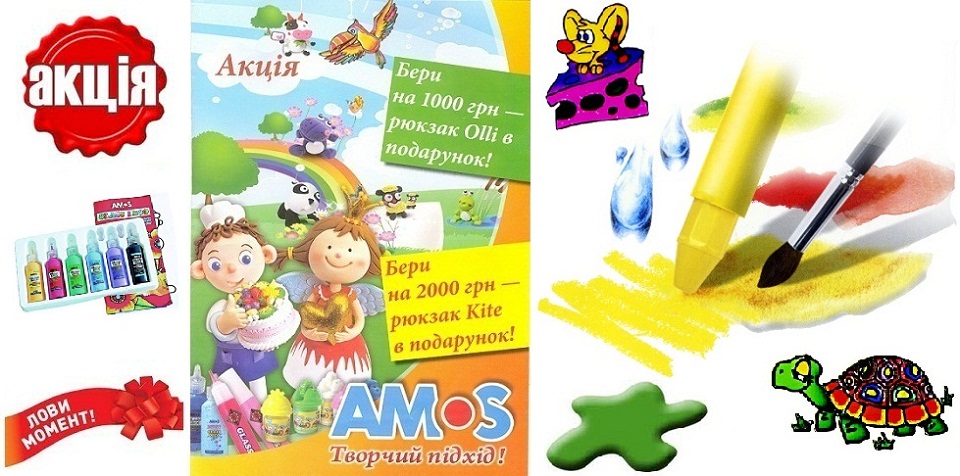 акція
AMOS
ЛОВИ
МОМЕНТ!
Акція
Бери
на 1000 грн —
рюкзак Olli в
подарунок!
Бери
на 2000 грн —
рюкзак Kite
в подарунок!
GLASS
AMOS
Творчий підхід!